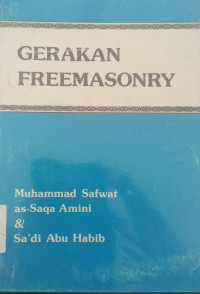 GERAKAN
FREEMASONRY
Muhammad Safwat
as-Saqa Amini
&
Sa'di Abu Habib